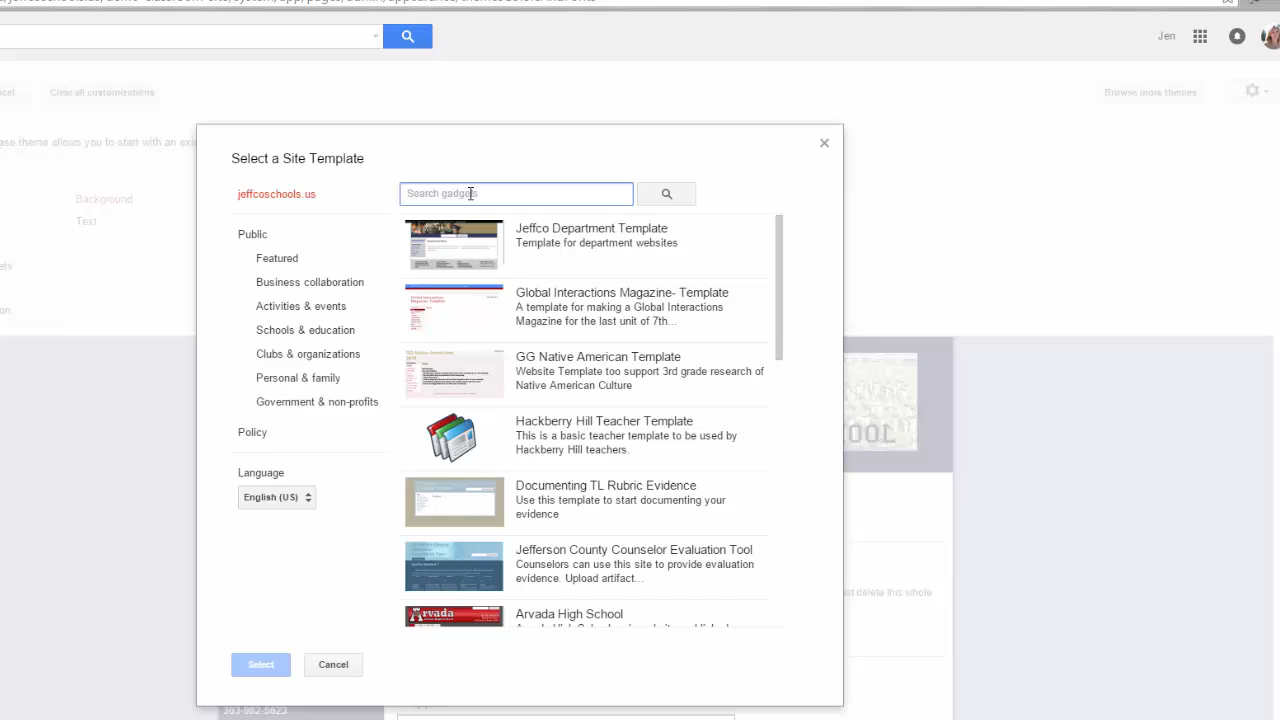 Jen
Clear all customizations
Browse more themes
Background
Text
Select a Site Template
jeffcoschools.us
Search gadgets
Public
Featured
Business collaboration
Activities & events
Schools & education
Clubs & organizations
Personal & family
Government & non-profits
Policy
Language
English (US)
Jeffco Department Template
Template for department websites
Global Interactions Magazine- Template
A template for making a Global Interactions
Magazine for the last unit of 7th...
GG Native American Template
Website Template too support 3rd grade research of
Native American Culture
Hackberry Hill Teacher Template
This is a basic teacher template to be used by
Hackberry Hill teachers.
Documenting TL Rubric Evidence
Use this template to start documenting your
evidence
Jefferson County Counselor Evaluation Tool
Counselors can use this site to provide evaluation
evidence. Upload artifact...
Arvada High School
Select
Cancel
delete this whole
303-982-5623